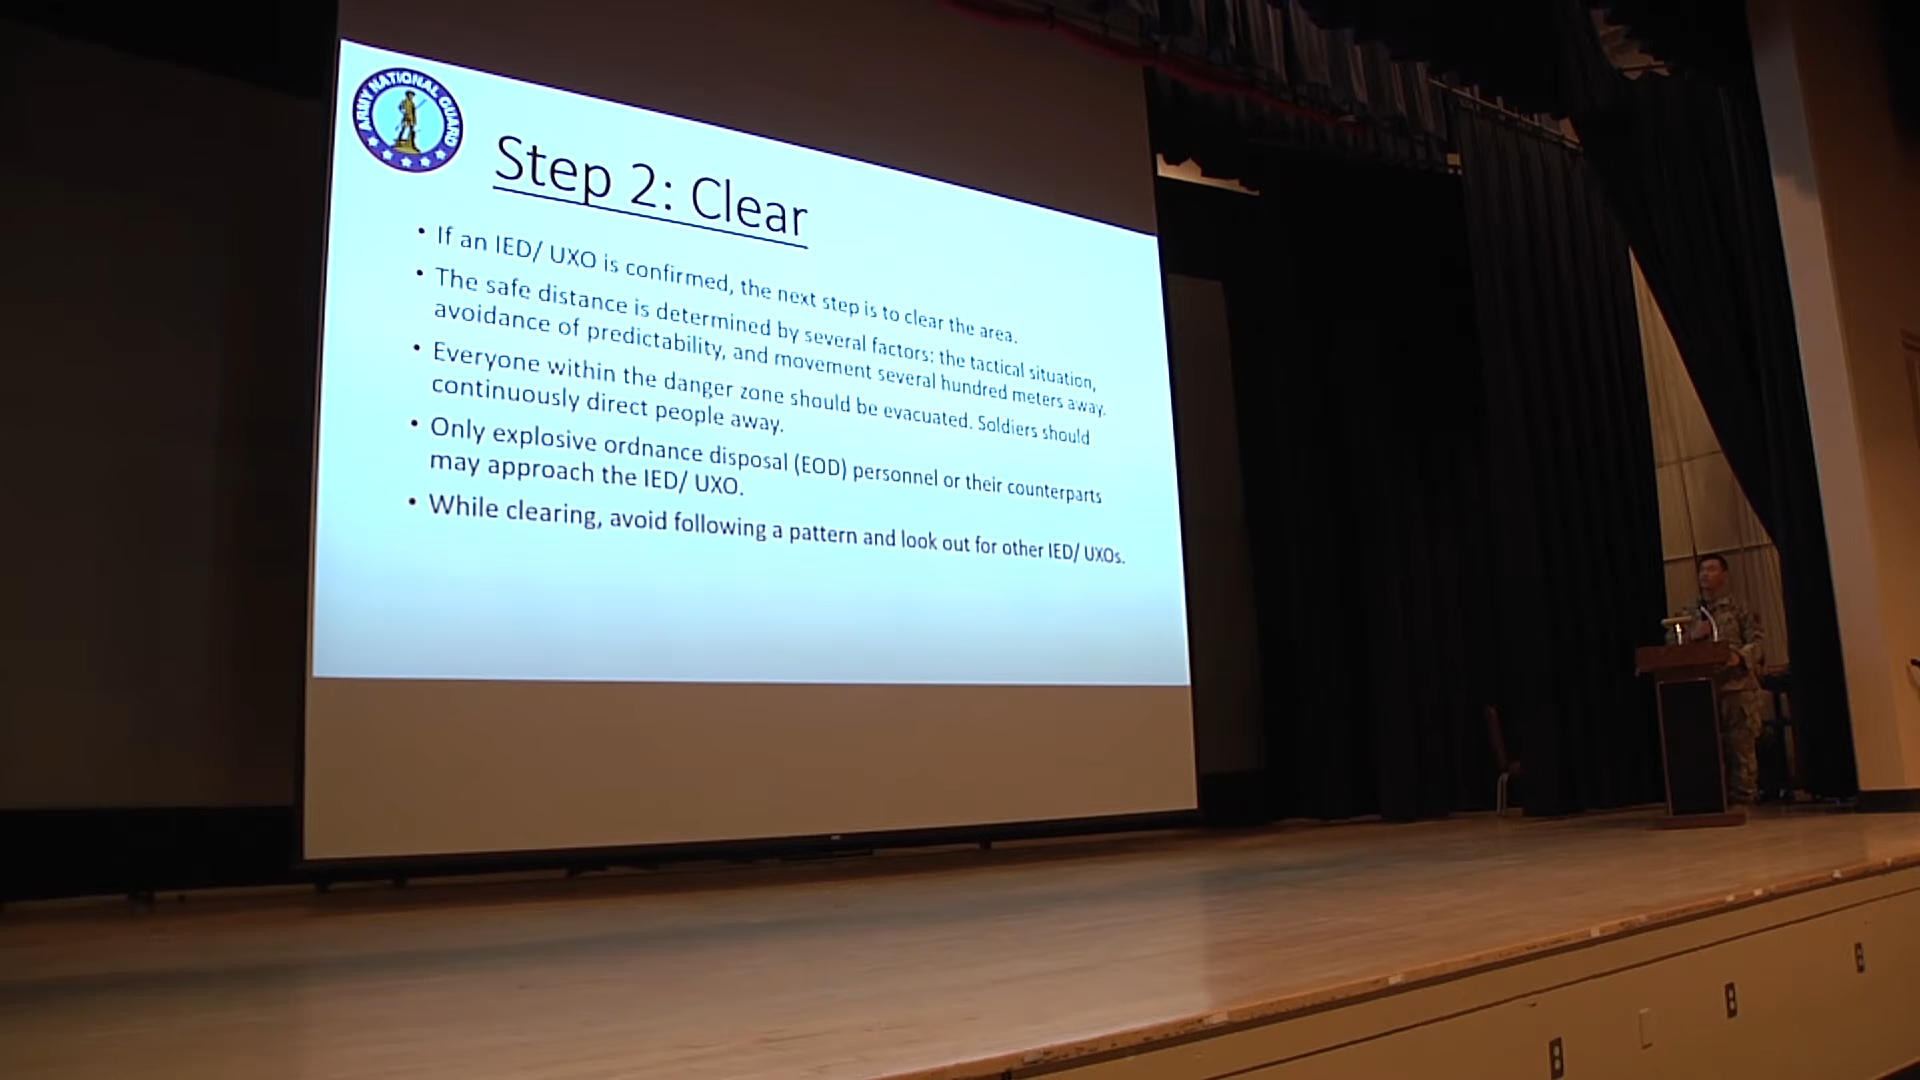 ARMY NATIONAL GUARD
Step 2: Clear
• If an IED/ UXO is confirmed, the next step is to clear the area.
• The safe distance is determined by several factors: the tactical situation,
avoidance of predictability, and movement several hundred meters away.
• Everyone within the danger zone should be evacuated. Soldiers should
continuously direct people away.
• Only explosive ordnance disposal (EOD) personnel or their counterparts
may approach the IED/ UXO.
• While clearing, avoid following a pattern and look out for other IED/ UXOs.